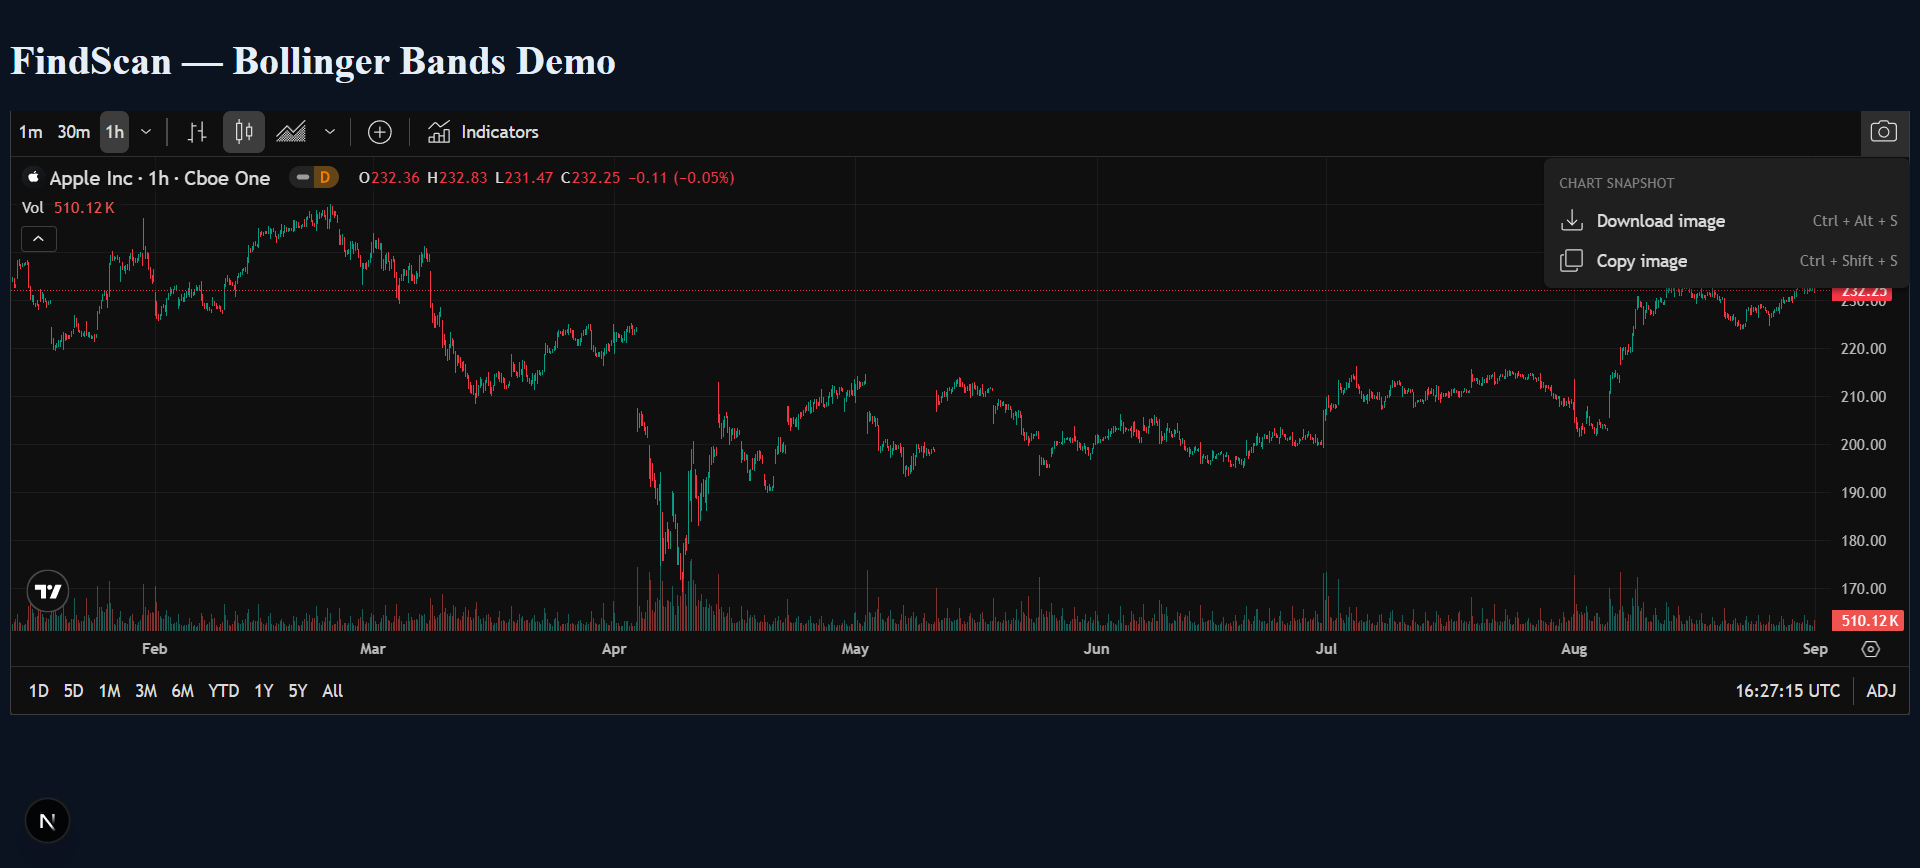 FindScan — Bollinger Bands Demo
1m 30m 1h Indicators
Apple Inc · 1h · Cboe One D O232.36 H232.83 L231.47 C232.25 −0.11 (−0.05%)
Vol 510.12 K
CHART SNAPSHOT
Download image Ctrl + Alt + S
Copy image Ctrl + Shift + S
232.25
230.00
220.00
210.00
200.00
190.00
180.00
170.00
510.12 K
Feb Mar Apr May Jun Jul Aug Sep
1D 5D 1M 3M 6M YTD 1Y 5Y All 16:27:15 UTC ADJ
N